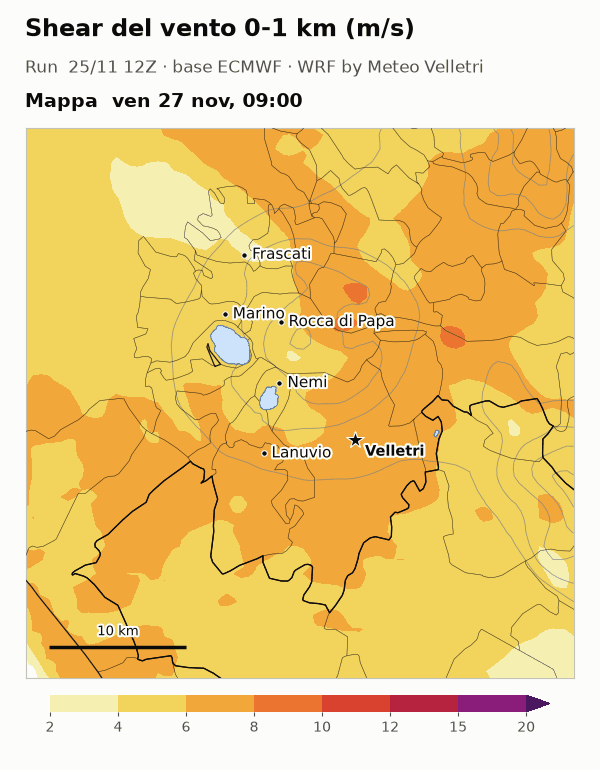 Shear del vento 0-1 km (m/s)
Run  25/11 12Z · base ECMWF · WRF by Meteo Velletri
Mappa  ven 27 nov, 09:00
Frascati
Marino
Rocca di Papa
Nemi
Velletri
Lanuvio
10 km
2 4 6 8 10 12 15 20